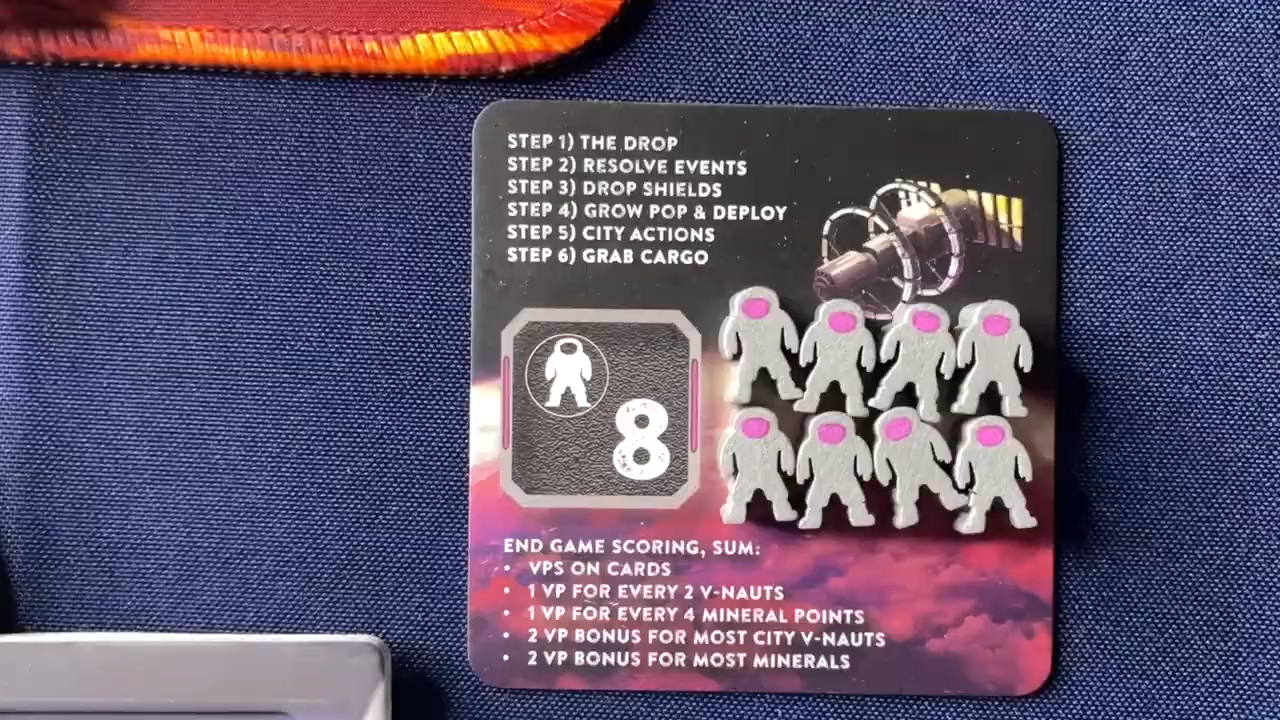 STEP 1) THE DROP
STEP 2) RESOLVE EVENTS
STEP 3) DROP SHIELDS
STEP 4) GROW POP & DEPLOY
STEP 5) CITY ACTIONS
STEP 6) GRAB CARGO
8
END GAME SCORING, SUM:
• VPS ON CARDS
• 1 VP FOR EVERY 2 V-NAUTS
• 1 VP FOR EVERY 4 MINERAL POINTS
• 2 VP BONUS FOR MOST CITY V-NAUTS
• 2 VP BONUS FOR MOST MINERALS